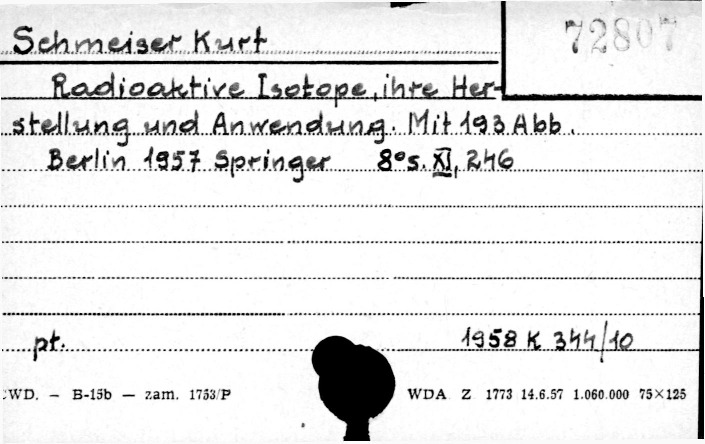 72807
Schmeiser Kurt
Radioaktive Isotope, ihre Her-
stellung und Anwendung. Mit 193 Abb.
Berlin 1957 Springer 8° s. XI, 246
pt. 1958 K 344/10
CWD. — B-15b — zam. 1753/P WDA Z 1773 14.6.57 1.060.000 75×125